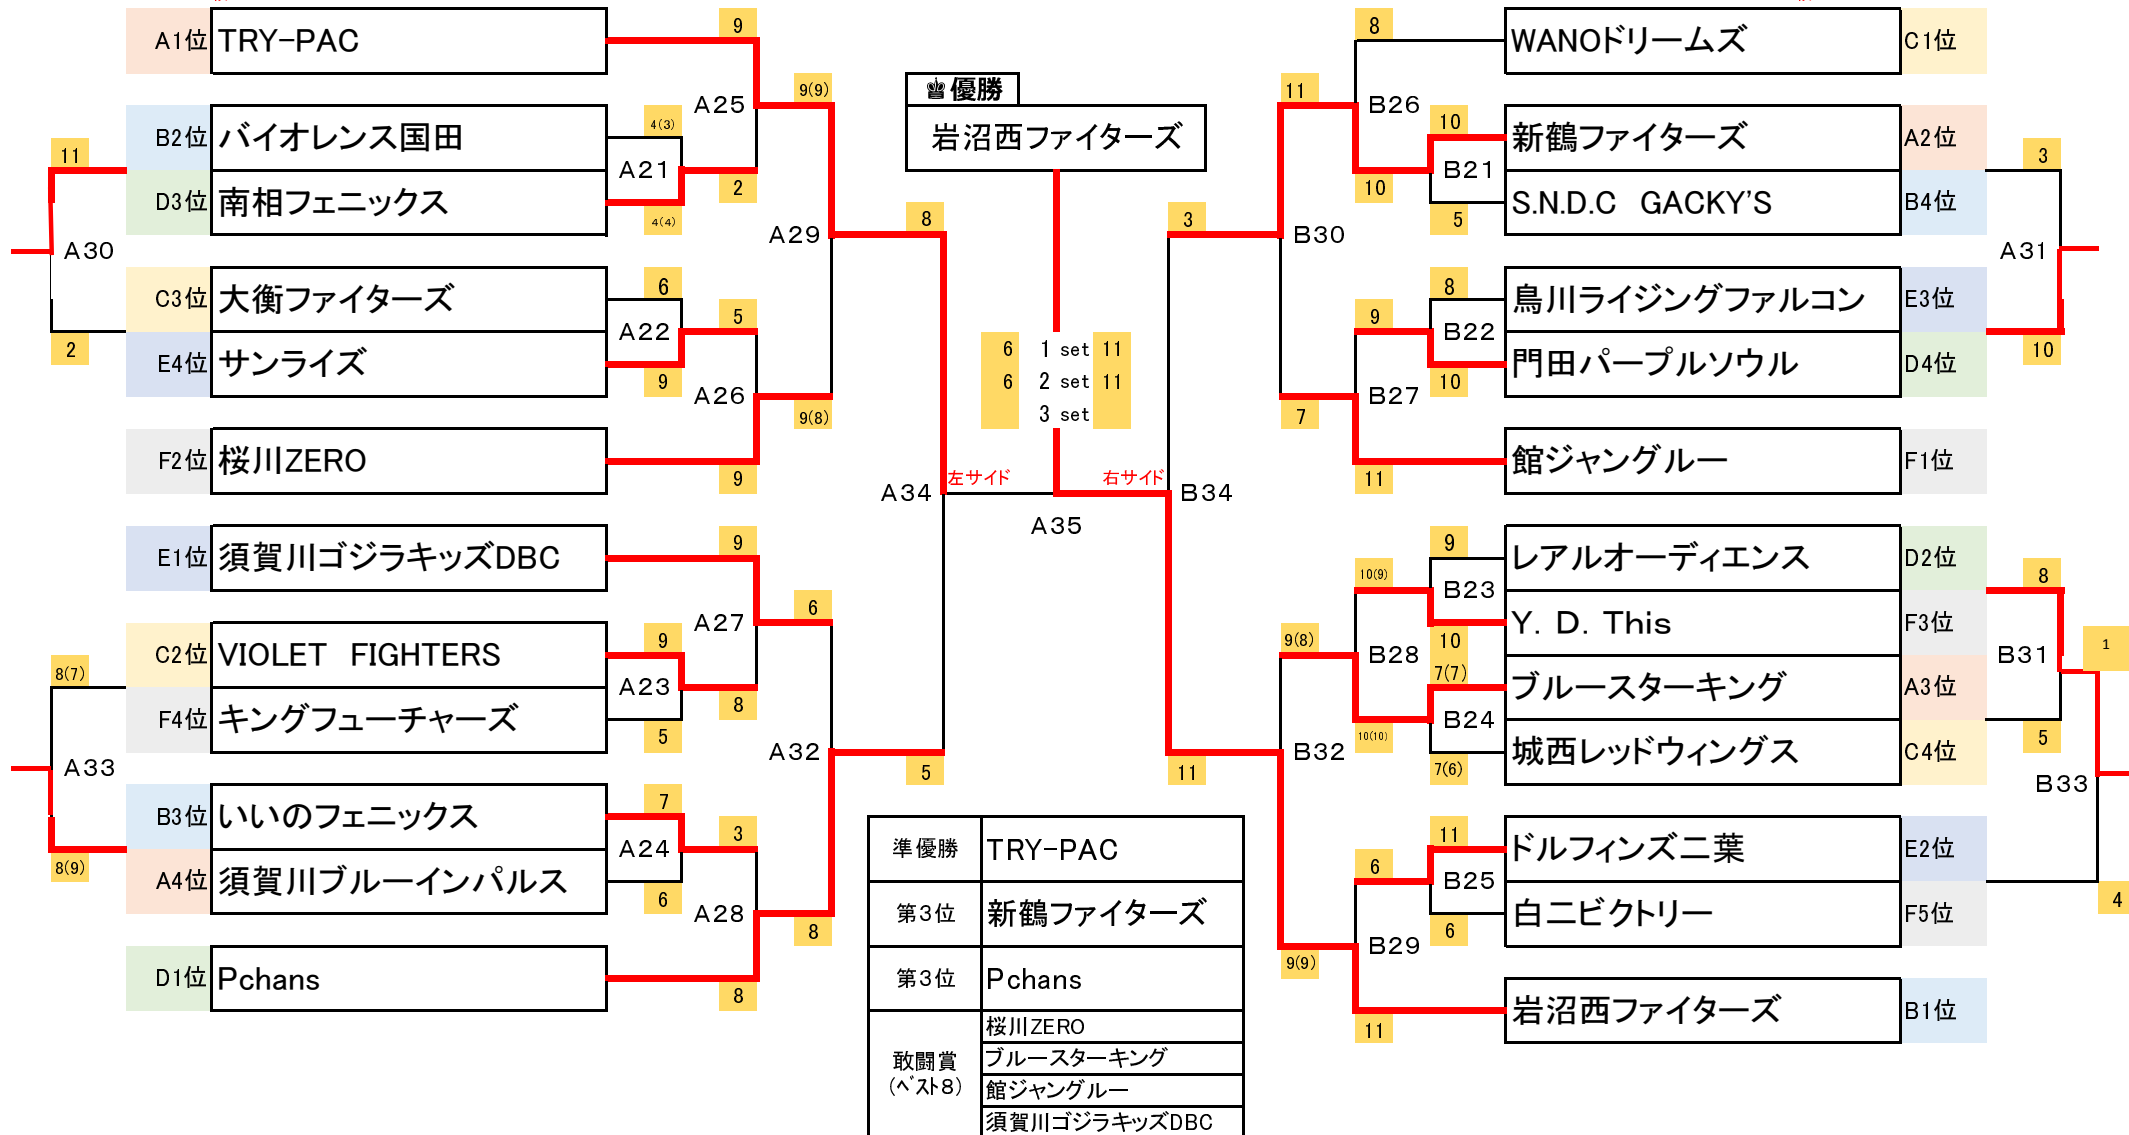 A1位 TRY-PAC
B2位 バイオレンス国田
D3位 南相フェニックス
C3位 大衡ファイターズ
E4位 サンライズ
F2位 桜川ZERO
E1位 須賀川ゴジラキッズDBC
C2位 VIOLET　FIGHTERS
F4位 キングフューチャーズ
B3位 いいのフェニックス
A4位 須賀川ブルーインパルス
D1位 Pchans
11
A30
2
8(7)
A33
8(9)
4(3)
A21
4(4)
6
A22
9
9
A23
5
7
A24
6
9
A25
2
5
A26
9
9
A27
8
3
A28
8
9(9)
A29
9(8)
6
A32
8
8
A34
5
♚優勝
岩沼西ファイターズ
6 1 set 11
6 2 set 11
3 set
左サイド
右サイド
A35
3
B34
11
11
B30
7
9(8)
B32
9(9)
8
B26
10
9
B27
11
10(9)
B28
10(10)
6
B29
11
10
B21
5
8
B22
10
9
B23
10
7(7)
B24
7(6)
11
B25
6
WANOドリームズ C1位
新鶴ファイターズ A2位
S.N.D.C　GACKY'S B4位
鳥川ライジングファルコン E3位
門田パープルソウル D4位
館ジャングルー F1位
レアルオーディエンス D2位
Y. D. This F3位
ブルースターキング A3位
城西レッドウィングス C4位
ドルフィンズ二葉 E2位
白二ビクトリー F5位
岩沼西ファイターズ B1位
3
A31
10
8
B31
5
1
B33
4
準優勝 TRY-PAC
第3位 新鶴ファイターズ
第3位 Pchans
敢闘賞
(ベスト8)
桜川ZERO
ブルースターキング
館ジャングルー
須賀川ゴジラキッズDBC